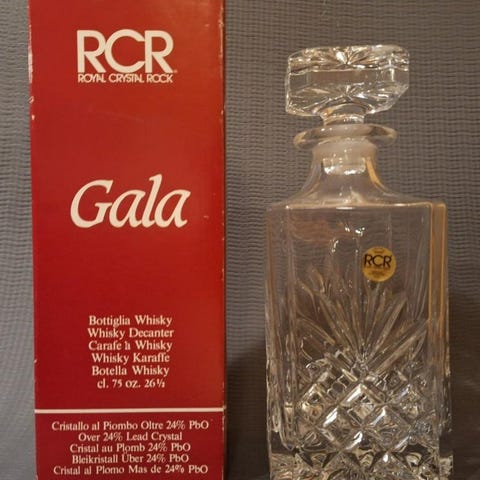 RCR
ROYAL CRYSTAL ROCK
Gala
Bottiglia Whisky
Whisky Decanter
Carafe à Whisky
Whisky Karaffe
Botella Whisky
cl. 75 oz. 26½
Cristallo al Piombo Oltre 24% PbO
Over 24% Lead Crystal
Cristal au Plomb 24% PbO
Bleikristall Über 24% PbO
Cristal al Plomo Mas de 24% PbO
RCR